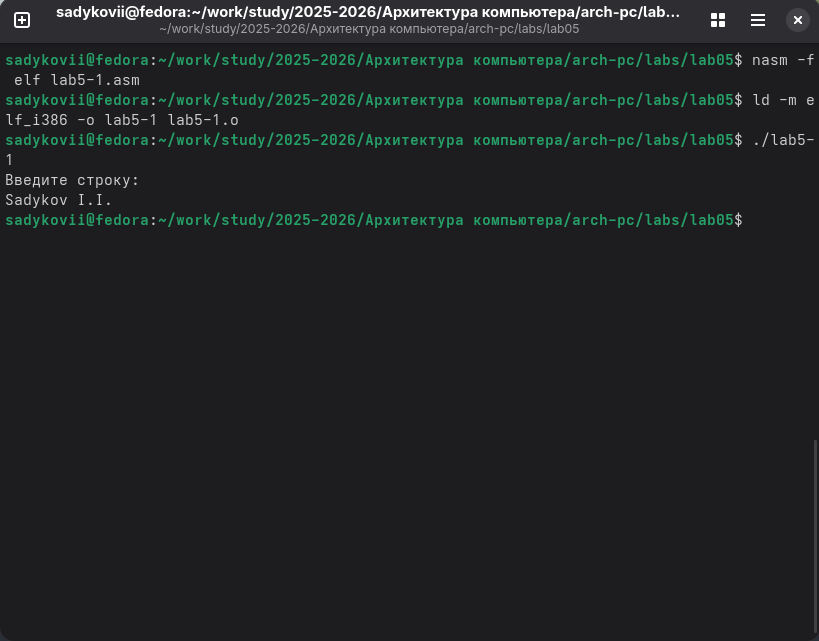 sadykovii@fedora:~/work/study/2025-2026/Архитектура компьютера/arch-pc/lab...
~/work/study/2025-2026/Архитектура компьютера/arch-pc/labs/lab05
sadykovii@fedora:~/work/study/2025-2026/Архитектура компьютера/arch-pc/labs/lab05$ nasm -f
 elf lab5-1.asm
sadykovii@fedora:~/work/study/2025-2026/Архитектура компьютера/arch-pc/labs/lab05$ ld -m e
lf_i386 -o lab5-1 lab5-1.o
sadykovii@fedora:~/work/study/2025-2026/Архитектура компьютера/arch-pc/labs/lab05$ ./lab5-
1
Введите строку:
Sadykov I.I.
sadykovii@fedora:~/work/study/2025-2026/Архитектура компьютера/arch-pc/labs/lab05$